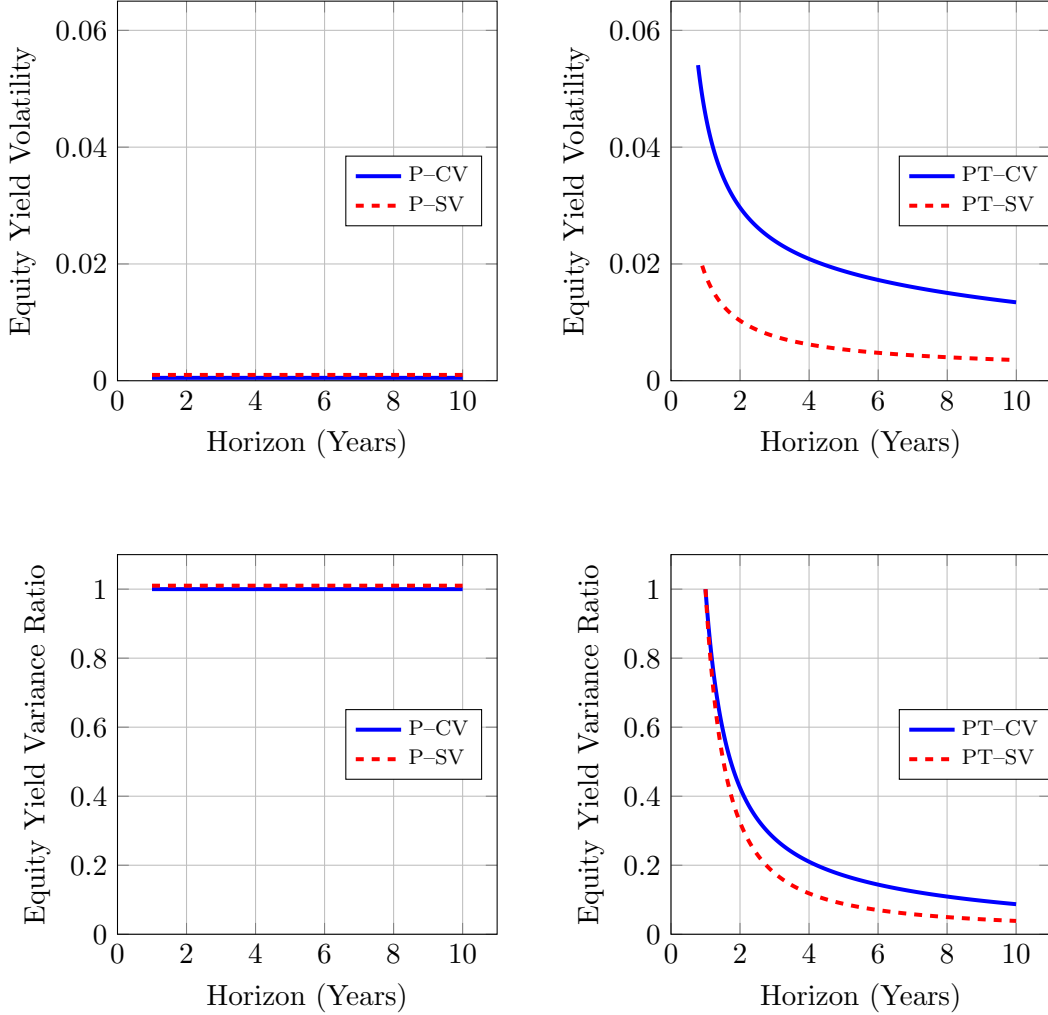 Equity Yield Volatility
0.06
0.04
0.02
0
P–CV
P–SV
0 2 4 6 8 10
Horizon (Years)
Equity Yield Volatility
0.06
0.04
0.02
0
PT–CV
PT–SV
0 2 4 6 8 10
Horizon (Years)
Equity Yield Variance Ratio
1
0.8
0.6
0.4
0.2
0
P–CV
P–SV
0 2 4 6 8 10
Horizon (Years)
Equity Yield Variance Ratio
1
0.8
0.6
0.4
0.2
0
PT–CV
PT–SV
0 2 4 6 8 10
Horizon (Years)